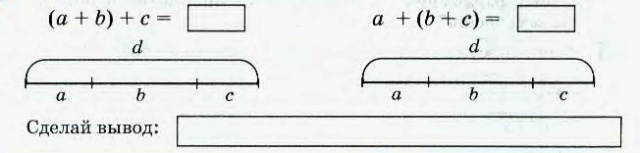 (a + b) + c =
a + (b + c) =
d
d
a b c
a b c
Сделай вывод: